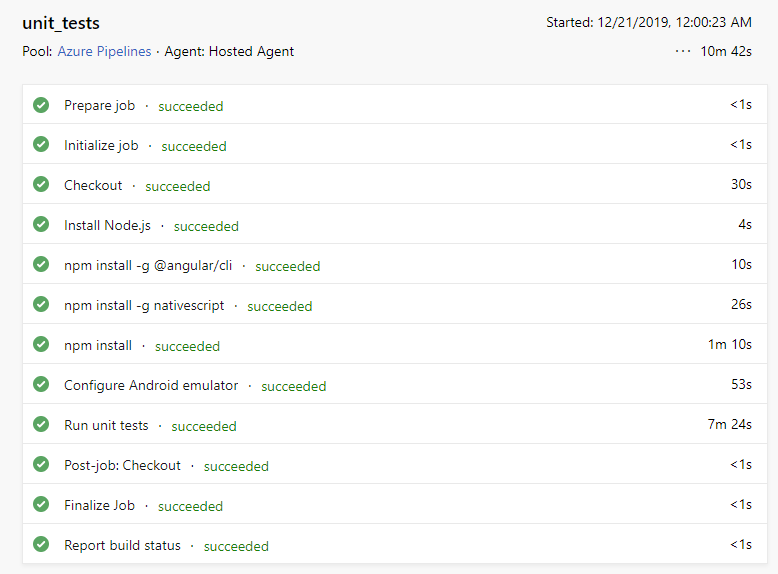 unit_tests Started: 12/21/2019, 12:00:23 AM
Pool: Azure Pipelines · Agent: Hosted Agent ··· 10m 42s
Prepare job · succeeded <1s
Initialize job · succeeded <1s
Checkout · succeeded 30s
Install Node.js · succeeded 4s
npm install -g @angular/cli · succeeded 10s
npm install -g nativescript · succeeded 26s
npm install · succeeded 1m 10s
Configure Android emulator · succeeded 53s
Run unit tests · succeeded 7m 24s
Post-job: Checkout · succeeded <1s
Finalize Job · succeeded <1s
Report build status · succeeded <1s